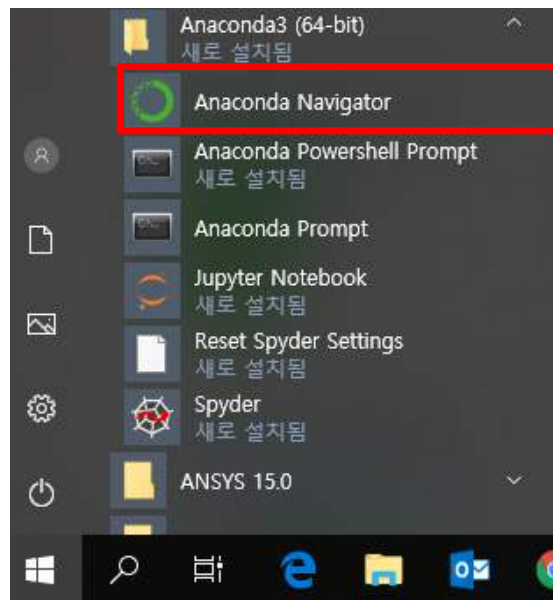 Anaconda3 (64-bit)
새로 설치됨
Anaconda Navigator
Anaconda Powershell Prompt
새로 설치됨
Anaconda Prompt
Jupyter Notebook
새로 설치됨
Reset Spyder Settings
새로 설치됨
Spyder
새로 설치됨
ANSYS 15.0